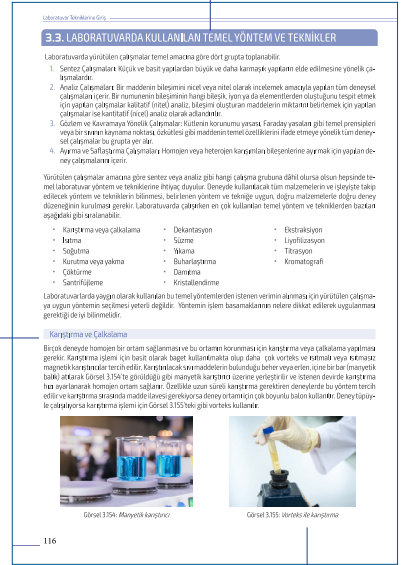 Laboratuvar Tekniklerine Giriş
3.3. LABORATUVARDA KULLANILAN TEMEL YÖNTEM VE TEKNİKLER
Laboratuvarda yürütülen çalışmalar temel amacına göre dört grupta toplanabilir.
1. Sentez Çalışmaları: Küçük ve basit yapılardan büyük ve daha karmaşık yapıların elde edilmesine yönelik ça-
lışmalardır.
2. Analiz Çalışmaları: Bir maddenin bileşimini nicel veya nitel olarak incelemek amacıyla yapılan tüm deneysel
çalışmaları içerir. Bir numunenin bileşiminin hangi bileşik, iyon ya da elementlerden oluştuğunu tespit etmek
için yapılan çalışmalar kalitatif (nitel) analiz, bileşimi oluşturan maddelerin miktarını belirlemek için yapılan
çalışmalar ise kantitatif (nicel) analiz olarak adlandırılır.
3. Gözlem ve Kavramaya Yönelik Çalışmalar: Kütlenin korunumu yasası, Faraday yasaları gibi temel prensipleri
veya bir sıvının kaynama noktası, özkütlesi gibi maddenin temel özelliklerini ifade etmeye yönelik tüm deney-
sel çalışmalar bu grupta yer alır.
4. Ayırma ve Saflaştırma Çalışmaları: Homojen veya heterojen karışımları bileşenlerine ayırmak için yapılan de-
ney çalışmalarını içerir.
Yürütülen çalışmalar amacına göre sentez veya analiz gibi hangi çalışma grubuna dâhil olursa olsun hepsinde te-
mel laboratuvar yöntem ve tekniklerine ihtiyaç duyulur. Deneyde kullanılacak tüm malzemelerin ve işleyişte takip
edilecek yöntem ve tekniklerin bilinmesi, belirlenen yöntem ve tekniğe uygun, doğru malzemelerle doğru deney
düzeneğinin kurulması gerekir. Laboratuvarda çalışırken en çok kullanılan temel yöntem ve tekniklerden bazıları
aşağıdaki gibi sıralanabilir.
• Karıştırma veya çalkalama
• Isıtma
• Soğutma
• Kurutma veya yakma
• Çöktürme
• Santrifüjleme
• Dekantasyon
• Süzme
• Yıkama
• Buharlaştırma
• Damıtma
• Kristallendirme
• Ekstraksiyon
• Liyofilizasyon
• Titrasyon
• Kromatografi
Laboratuvarlarda yaygın olarak kullanılan bu temel yöntemlerden istenen verimin alınması için yürütülen çalışma-
ya uygun yöntemin seçilmesi yeterli değildir. Yöntemin işlem basamaklarının nelere dikkat edilerek uygulanması
gerektiği de iyi bilinmelidir.
Karıştırma ve Çalkalama
Birçok deneyde homojen bir ortam sağlanması ve bu ortamın korunması için karıştırma veya çalkalama yapılması
gerekir. Karıştırma işlemi için basit olarak baget kullanılmakta olup daha çok vorteks ve ısıtmalı veya ısıtmasız
magnetik karıştırıcılar tercih edilir. Karıştırılacak sıvı maddelerin bulunduğu beher veya erlen, içine bir bar (manyetik
balık) atılarak Görsel 3.154'te görüldüğü gibi manyetik karıştırıcı üzerine yerleştirilir ve istenen devirde karıştırma
hızı ayarlanarak homojen ortam sağlanır. Özellikle uzun süreli karıştırma gerektiren deneylerde bu yöntem tercih
edilir ve karıştırma sırasında madde ilavesi gerekiyorsa deney ortamı için çok boyunlu balon kullanılır. Deney tüpüy-
le çalışılıyorsa karıştırma işlemi için Görsel 3.155'teki gibi vorteks kullanılır.
Görsel 3.154: Manyetik karıştırıcı
Görsel 3.155: Vorteks ile karıştırma
116